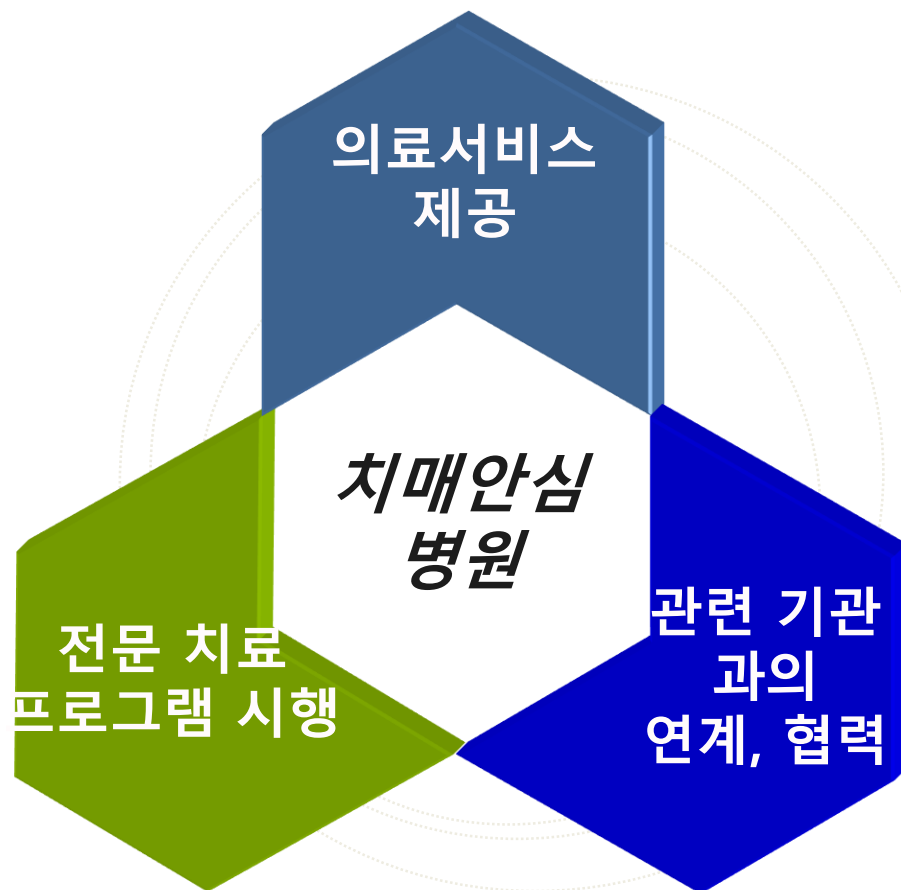 의료서비스
제공
치매안심
병원
전문 치료
프로그램 시행
관련 기관
과의
연계, 협력